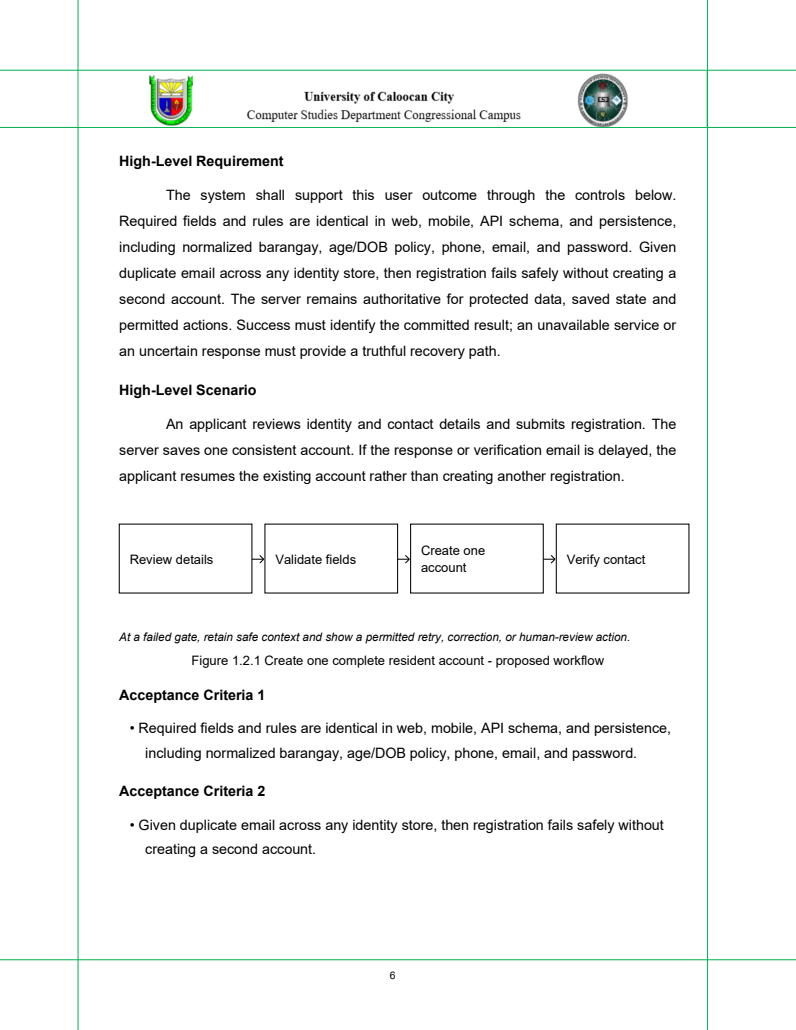 University of Caloocan City
Computer Studies Department Congressional Campus
High-Level Requirement
The system shall support this user outcome through the controls below.
Required fields and rules are identical in web, mobile, API schema, and persistence,
including normalized barangay, age/DOB policy, phone, email, and password. Given
duplicate email across any identity store, then registration fails safely without creating a
second account. The server remains authoritative for protected data, saved state and
permitted actions. Success must identify the committed result; an unavailable service or
an uncertain response must provide a truthful recovery path.
High-Level Scenario
An applicant reviews identity and contact details and submits registration. The
server saves one consistent account. If the response or verification email is delayed, the
applicant resumes the existing account rather than creating another registration.
Review details
Validate fields
Create one
account
Verify contact
At a failed gate, retain safe context and show a permitted retry, correction, or human-review action.
Figure 1.2.1 Create one complete resident account - proposed workflow
Acceptance Criteria 1
• Required fields and rules are identical in web, mobile, API schema, and persistence,
including normalized barangay, age/DOB policy, phone, email, and password.
Acceptance Criteria 2
• Given duplicate email across any identity store, then registration fails safely without
creating a second account.
6